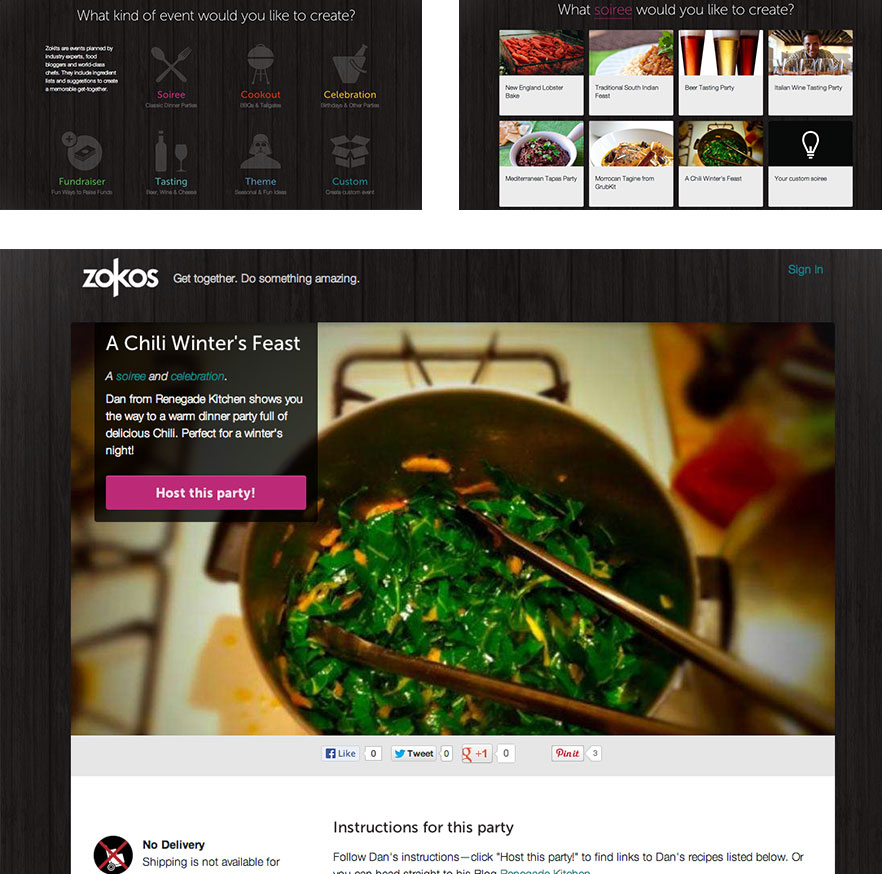 What kind of event would you like to create?
Zokits are events planned by
industry experts, food
bloggers and world-class
chefs. They include ingredient
lists and suggestions to create
a memorable get-together.
Soiree
Classic Dinner Parties
Cookout
BBQs & Tailgates
Celebration
Birthdays & Other Parties
Fundraiser
Fun Ways to Raise Funds
Tasting
Beer, Wine & Cheese
Theme
Seasonal & Fun Ideas
Custom
Create custom event
What soiree would you like to create?
New England Lobster
Bake
Traditional South Indian
Feast
Beer Tasting Party
Italian Wine Tasting Party
Mediterranean Tapas Party
Morrocan Tagine from
GrubKit
A Chili Winter's Feast
Your custom soiree
zokos
Get together. Do something amazing.
Sign In
A Chili Winter's Feast
A soiree and celebration.
Dan from Renegade Kitchen shows you
the way to a warm dinner party full of
delicious Chili. Perfect for a winter's
night!
Host this party!
Like 0 Tweet 0 g +1 0 Pin it 3
No Delivery
Shipping is not available for
Instructions for this party
Follow Dan's instructions—click "Host this party!" to find links to Dan's recipes listed below. Or
you can head straight to his Blog Renegade Kitchen.